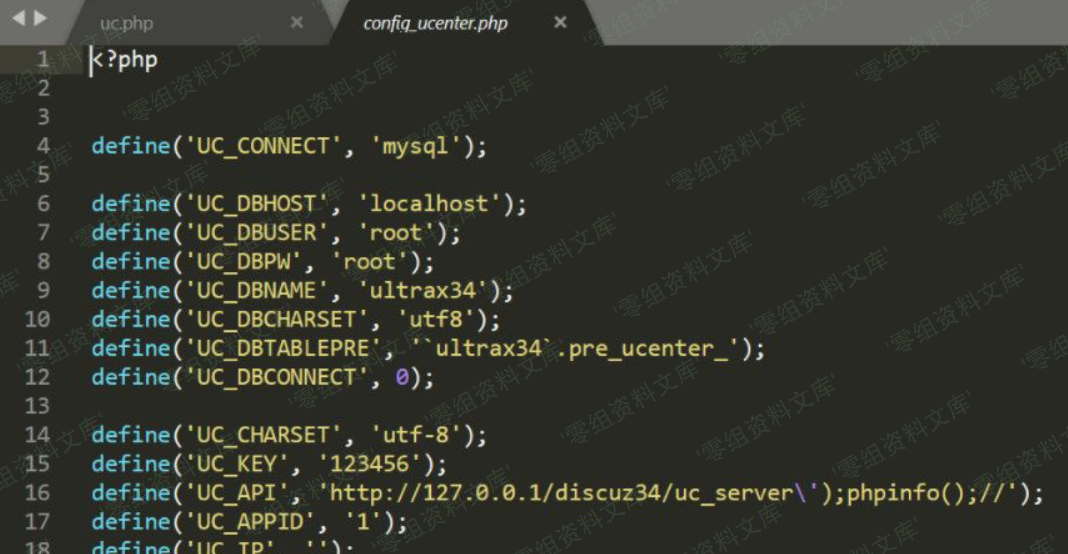 uc.php × config_ucenter.php ×
1 <?php
2
3
4 define('UC_CONNECT', 'mysql');
5
6 define('UC_DBHOST', 'localhost');
7 define('UC_DBUSER', 'root');
8 define('UC_DBPW', 'root');
9 define('UC_DBNAME', 'ultrax34');
10 define('UC_DBCHARSET', 'utf8');
11 define('UC_DBTABLEPRE', '`ultrax34`.pre_ucenter_');
12 define('UC_DBCONNECT', 0);
13
14 define('UC_CHARSET', 'utf-8');
15 define('UC_KEY', '123456');
16 define('UC_API', 'http://127.0.0.1/discuz34/uc_server\');phpinfo();//');
17 define('UC_APPID', '1');
18 define('UC_IP', '');
'零组资料文库'